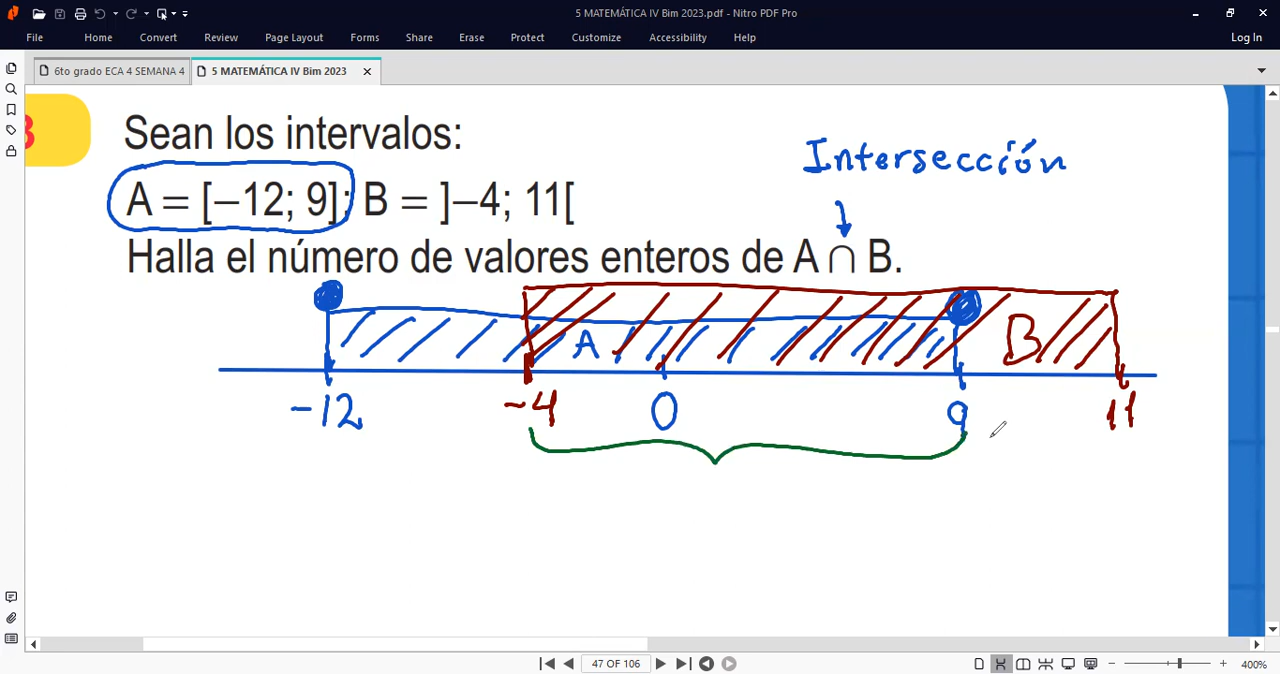 5 MATEMÁTICA IV Bim 2023.pdf - Nitro PDF Pro
File Home Convert Review Page Layout Forms Share Erase Protect Customize Accessibility Help Log In
6to grado ECA 4 SEMANA 4 5 MATEMÁTICA IV Bim 2023
Sean los intervalos:
Intersección
A = [–12; 9]; B = ]–4; 11[
Halla el número de valores enteros de A ∩ B.
A B
-12 -4 0 9 11
47 OF 106 400%